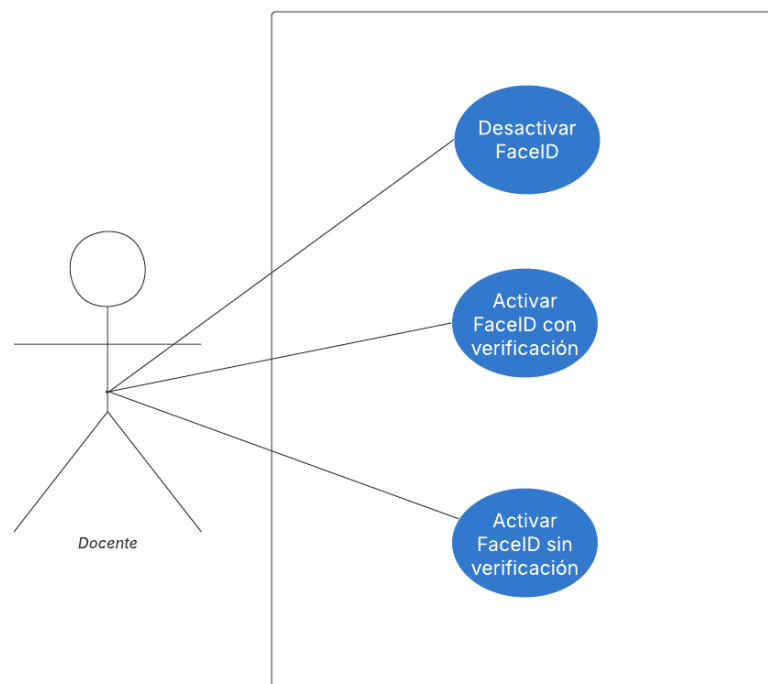 Desactivar
FaceID
Activar
FaceID con
verificación
Activar
FaceID sin
verificación
Docente